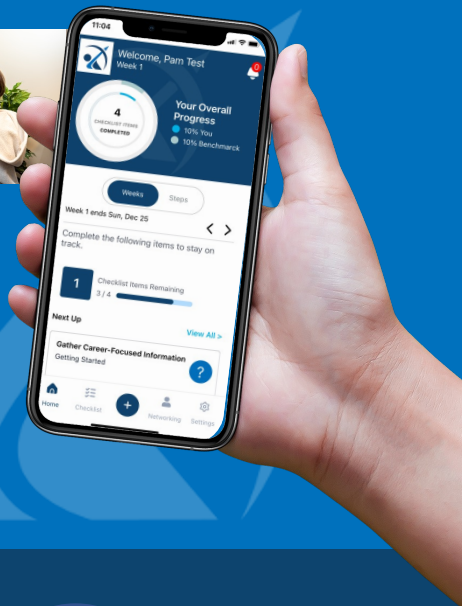 11:04
Welcome, Pam Test
Week 1
0
4
CHECKLIST ITEMS
COMPLETED
Your Overall
Progress
10% You
10% Benchmarck
Weeks
Steps
Week 1 ends Sun, Dec 25
< >
Complete the following items to stay on
track.
1
Checklist Items Remaining
3 / 4
Next Up
View All >
Gather Career-Focused Information
Getting Started
?
Home
Checklist
+
Networking
Settings